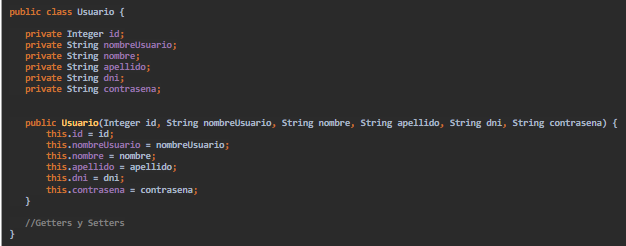 public class Usuario {
private Integer id;
private String nombreUsuario;
private String nombre;
private String apellido;
private String dni;
private String contrasena;
public Usuario(Integer id, String nombreUsuario, String nombre, String apellido, String dni, String contrasena) {
this.id = id;
this.nombreUsuario = nombreUsuario;
this.nombre = nombre;
this.apellido = apellido;
this.dni = dni;
this.contrasena = contrasena;
}
//Getters y Setters
}